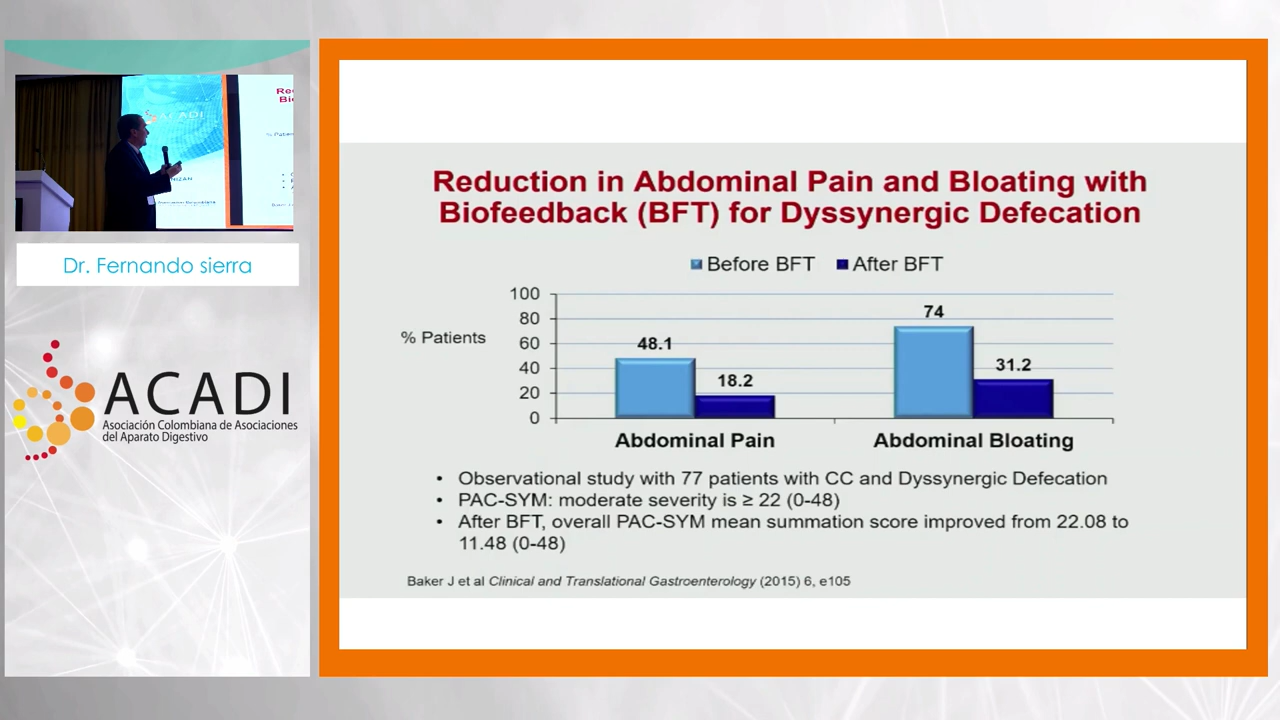 Re
Bi
ACADI
% Patien
Dr. Fernando sierra
ACADI
Asociación Colombiana de Asociaciones
del Aparato Digestivo
Reduction in Abdominal Pain and Bloating with
Biofeedback (BFT) for Dyssynergic Defecation
Before BFT After BFT
100
80
60
40
20
0
% Patients
48.1
18.2
74
31.2
Abdominal Pain Abdominal Bloating
• Observational study with 77 patients with CC and Dyssynergic Defecation
• PAC-SYM: moderate severity is ≥ 22 (0-48)
• After BFT, overall PAC-SYM mean summation score improved from 22.08 to
11.48 (0-48)
Baker J et al Clinical and Translational Gastroenterology (2015) 6, e105